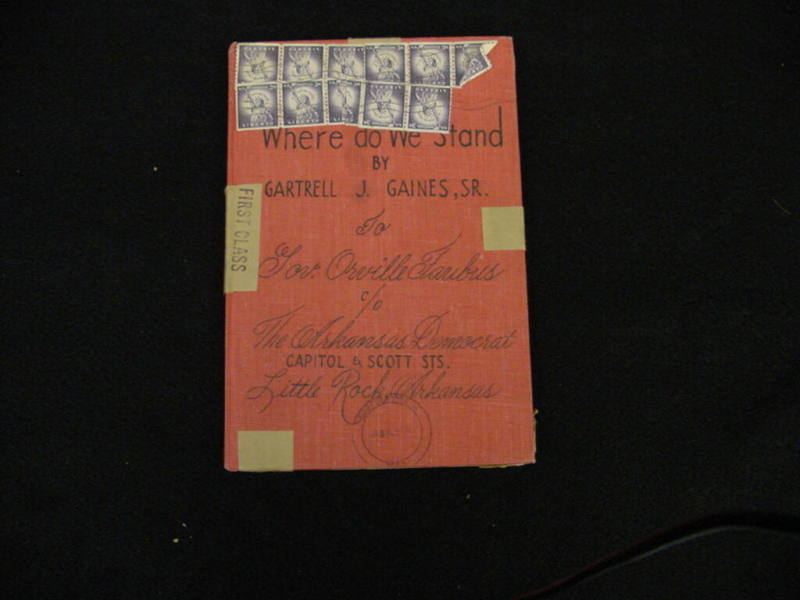 Where do We Stand
BY
GARTRELL J. GAINES, SR.
FIRST CLASS
To
Gov. Orville Faubus
c/o
The Arkansas Democrat
CAPITOL & SCOTT STS.
Little Rock, Arkansas